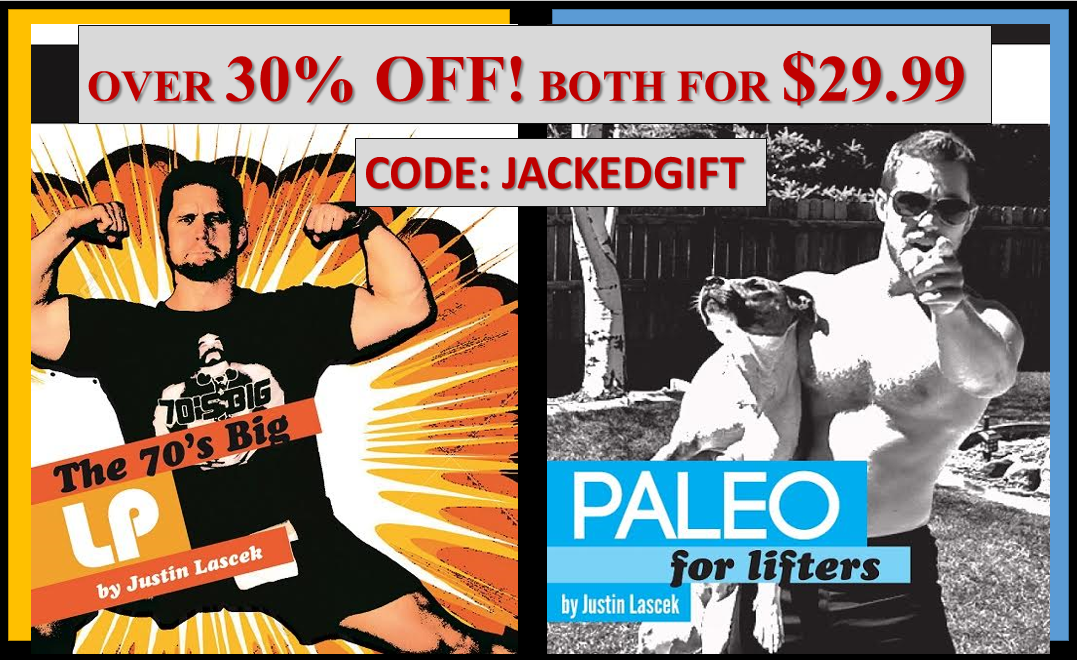 OVER 30% OFF! BOTH FOR $29.99
CODE: JACKEDGIFT
70'S BIG
The 70's Big
LP
by Justin Lascek
PALEO
for lifters
by Justin Lascek